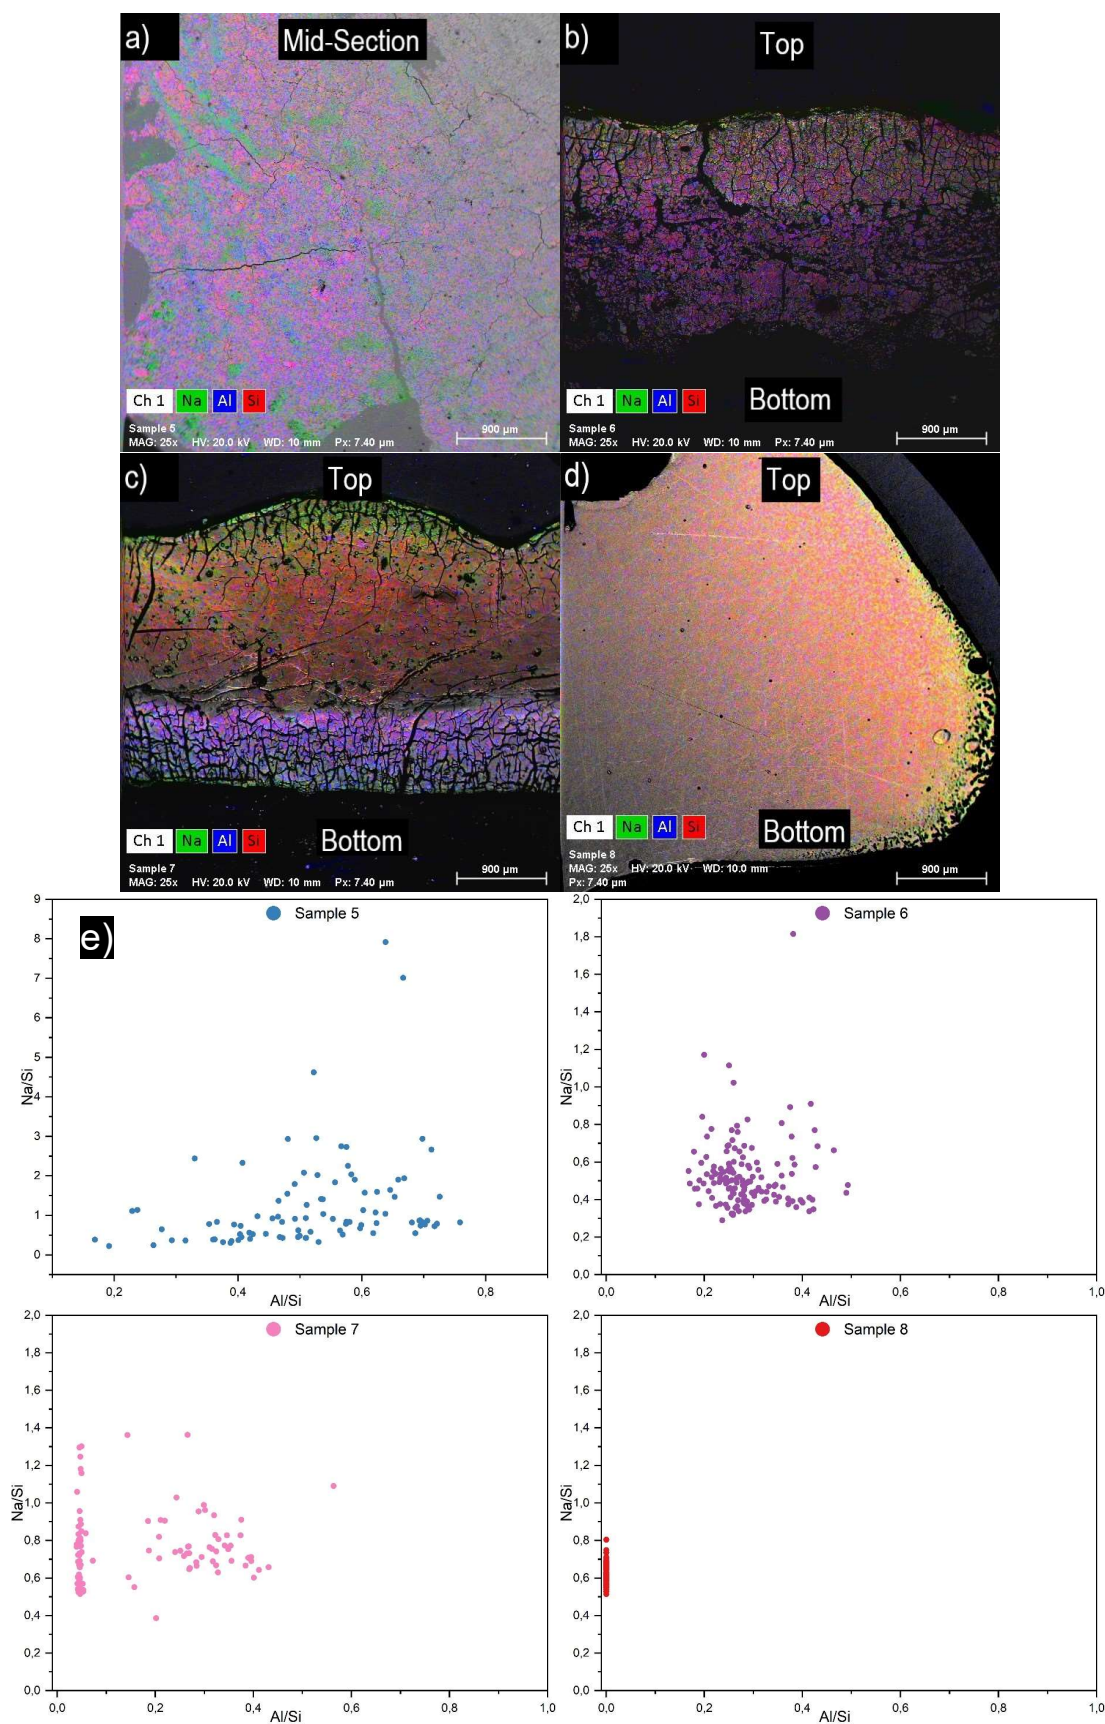 a)
Mid-Section
Ch 1 Na Al Si
Sample 5
MAG: 25x HV: 20.0 kV WD: 10 mm Px: 7.40 µm
900 µm
b)
Top
Bottom
Ch 1 Na Al Si
Sample 6
MAG: 25x HV: 20.0 kV WD: 10 mm Px: 7.40 µm
900 µm
c)
Top
Bottom
Ch 1 Na Al Si
Sample 7
MAG: 25x HV: 20.0 kV WD: 10 mm Px: 7.40 µm
900 µm
d)
Top
Bottom
Ch 1 Na Al Si
Sample 8
MAG: 25x HV: 20.0 kV WD: 10.0 mm
Px: 7.40 µm
900 µm
e)
Sample 5
9
8
7
6
5
4
3
2
1
0
Na/Si
0,2 0,4 0,6 0,8
Al/Si
Sample 6
2,0
1,8
1,6
1,4
1,2
1,0
0,8
0,6
0,4
0,2
0,0
Na/Si
0,0 0,2 0,4 0,6 0,8 1,0
Al/Si
Sample 7
2,0
1,8
1,6
1,4
1,2
1,0
0,8
0,6
0,4
0,2
0,0
Na/Si
0,0 0,2 0,4 0,6 0,8 1,0
Al/Si
Sample 8
2,0
1,8
1,6
1,4
1,2
1,0
0,8
0,6
0,4
0,2
0,0
Na/Si
0,0 0,2 0,4 0,6 0,8 1,0
Al/Si